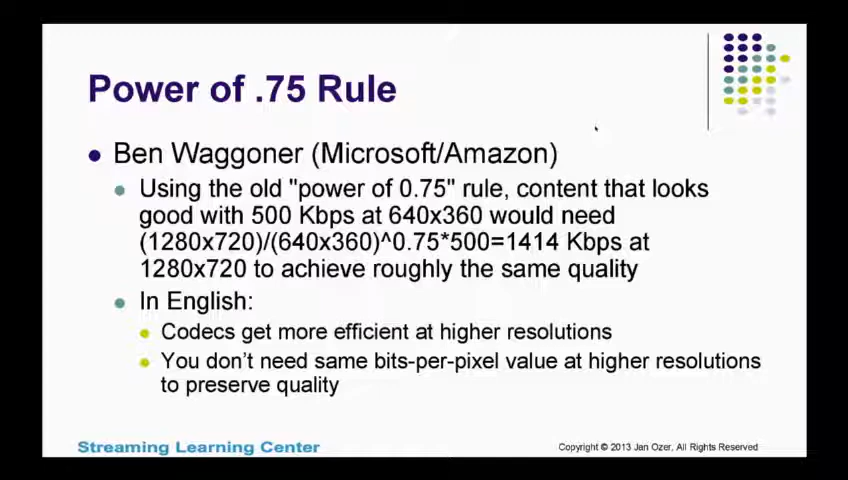 Power of .75 Rule
Ben Waggoner (Microsoft/Amazon)
Using the old "power of 0.75" rule, content that looks
good with 500 Kbps at 640x360 would need
(1280x720)/(640x360)^0.75*500=1414 Kbps at
1280x720 to achieve roughly the same quality
In English:
Codecs get more efficient at higher resolutions
You don't need same bits-per-pixel value at higher resolutions
to preserve quality
Streaming Learning Center
Copyright © 2013 Jan Ozer, All Rights Reserved